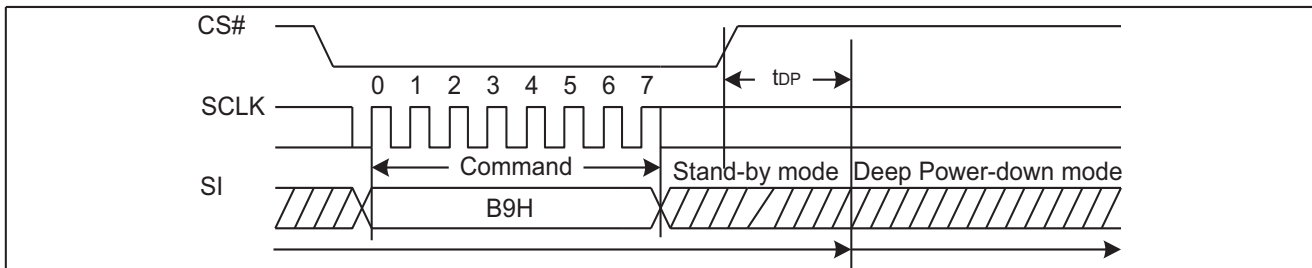 CS#
tDP
0 1 2 3 4 5 6 7
SCLK
Command
Stand-by mode Deep Power-down mode
SI
B9H